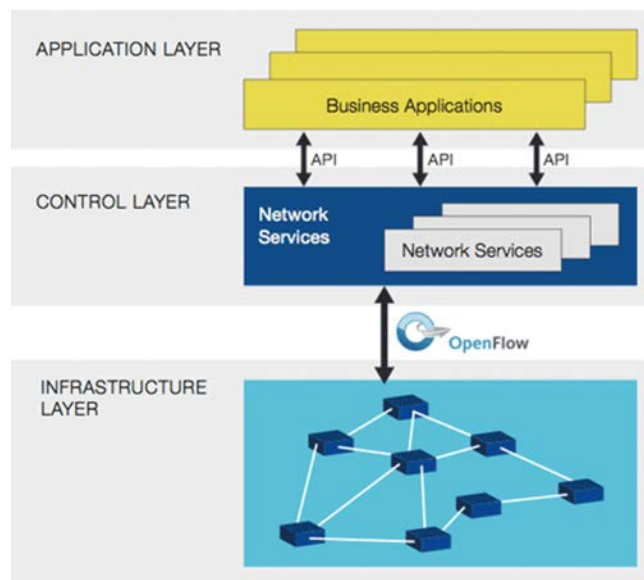 APPLICATION LAYER
Business Applications
API
API
API
CONTROL LAYER
Network
Services
Network Services
OpenFlow
INFRASTRUCTURE
LAYER